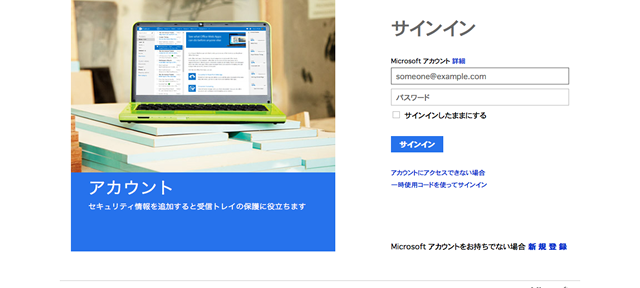 サインイン
Microsoft アカウント 詳細
someone@example.com
パスワード
サインインしたままにする
サインイン
アカウントにアクセスできない場合
一時使用コードを使ってサインイン
アカウント
セキュリティ情報を追加すると受信トレイの保護に役立ちます
Microsoft アカウントをお持ちでない場合 新 規 登 録